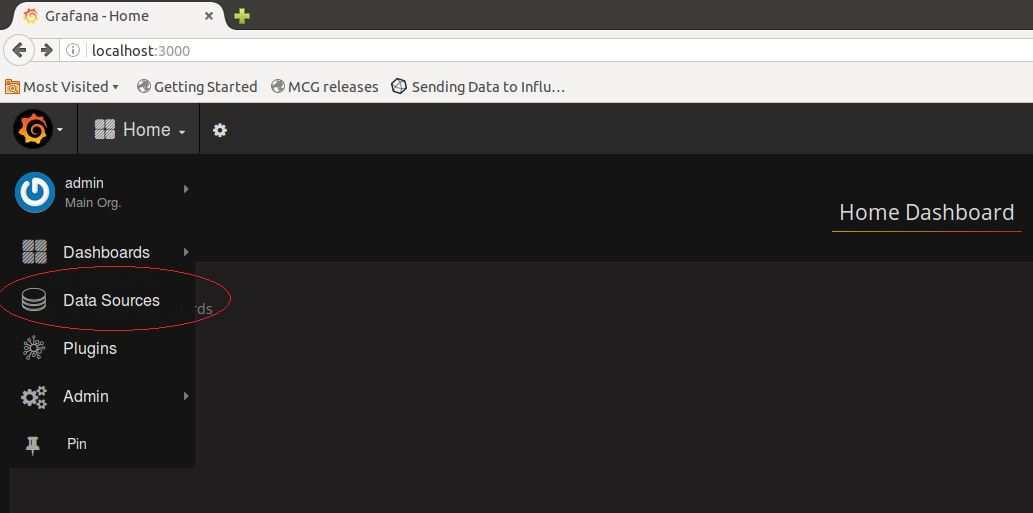 Grafana - Home
localhost:3000
Most Visited Getting Started MCG releases Sending Data to Influ...
Home
admin
Main Org.
Home Dashboard
Dashboards
Data Sources
rds
Plugins
Admin
Pin